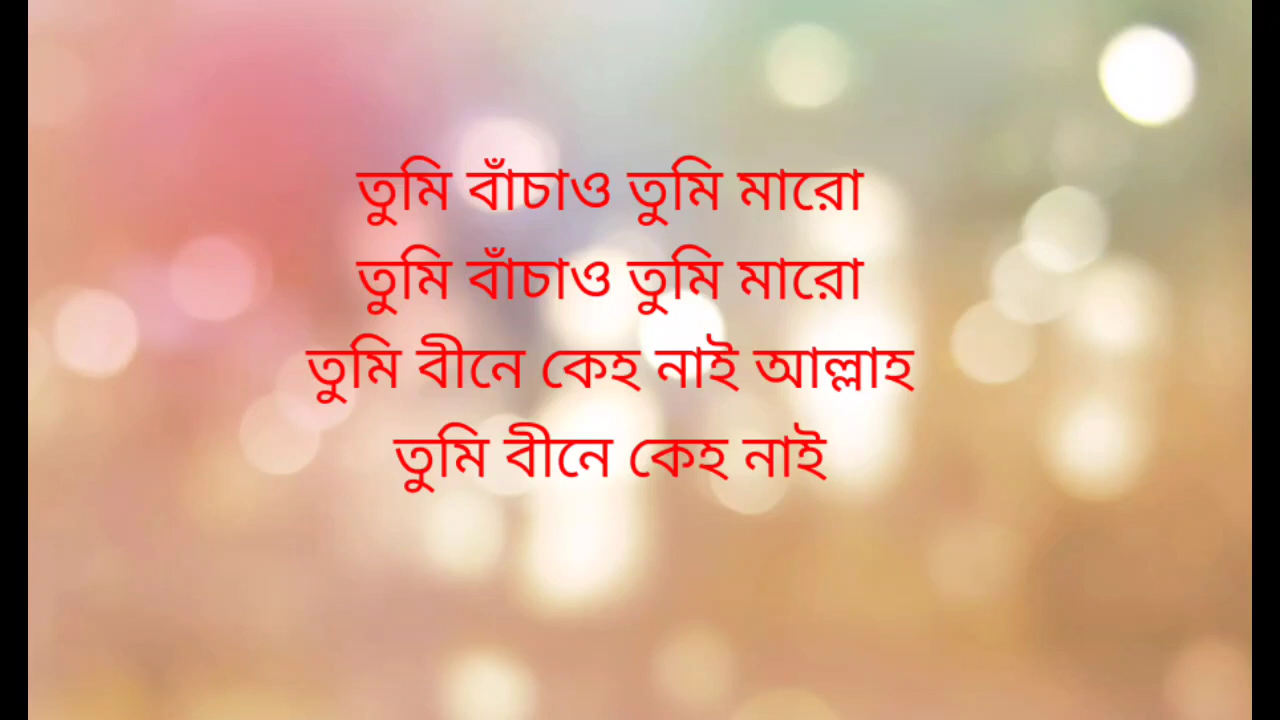 তুমি বাঁচাও তুমি মারো
তুমি বাঁচাও তুমি মারো
তুমি বীনে কেহ নাই আল্লাহ
তুমি বীনে কেহ নাই